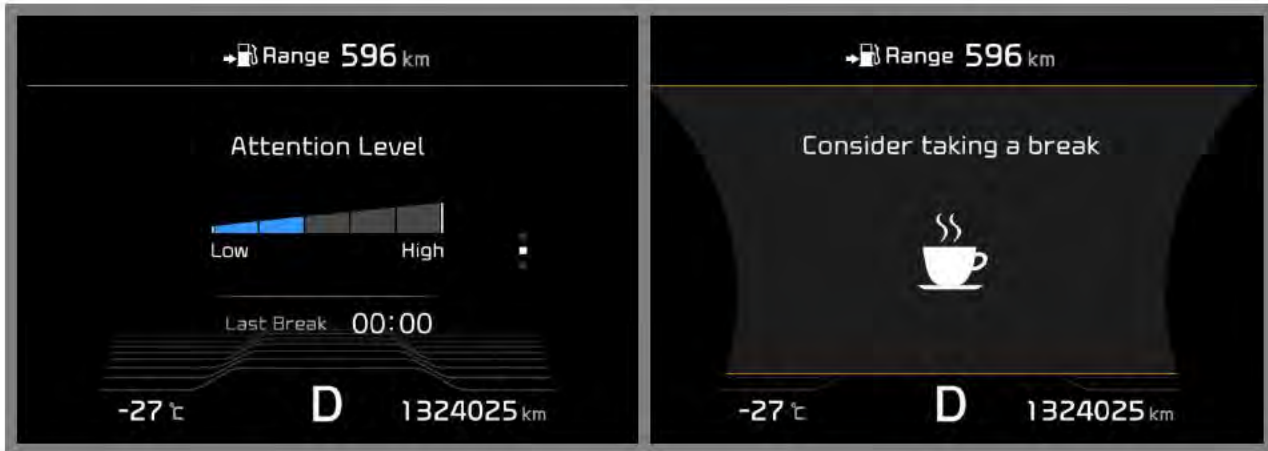 Range 596 km
Attention Level
Low High
Last Break 00:00
-27 ℃ D 1324025 km
Range 596 km
Consider taking a break
-27 ℃ D 1324025 km